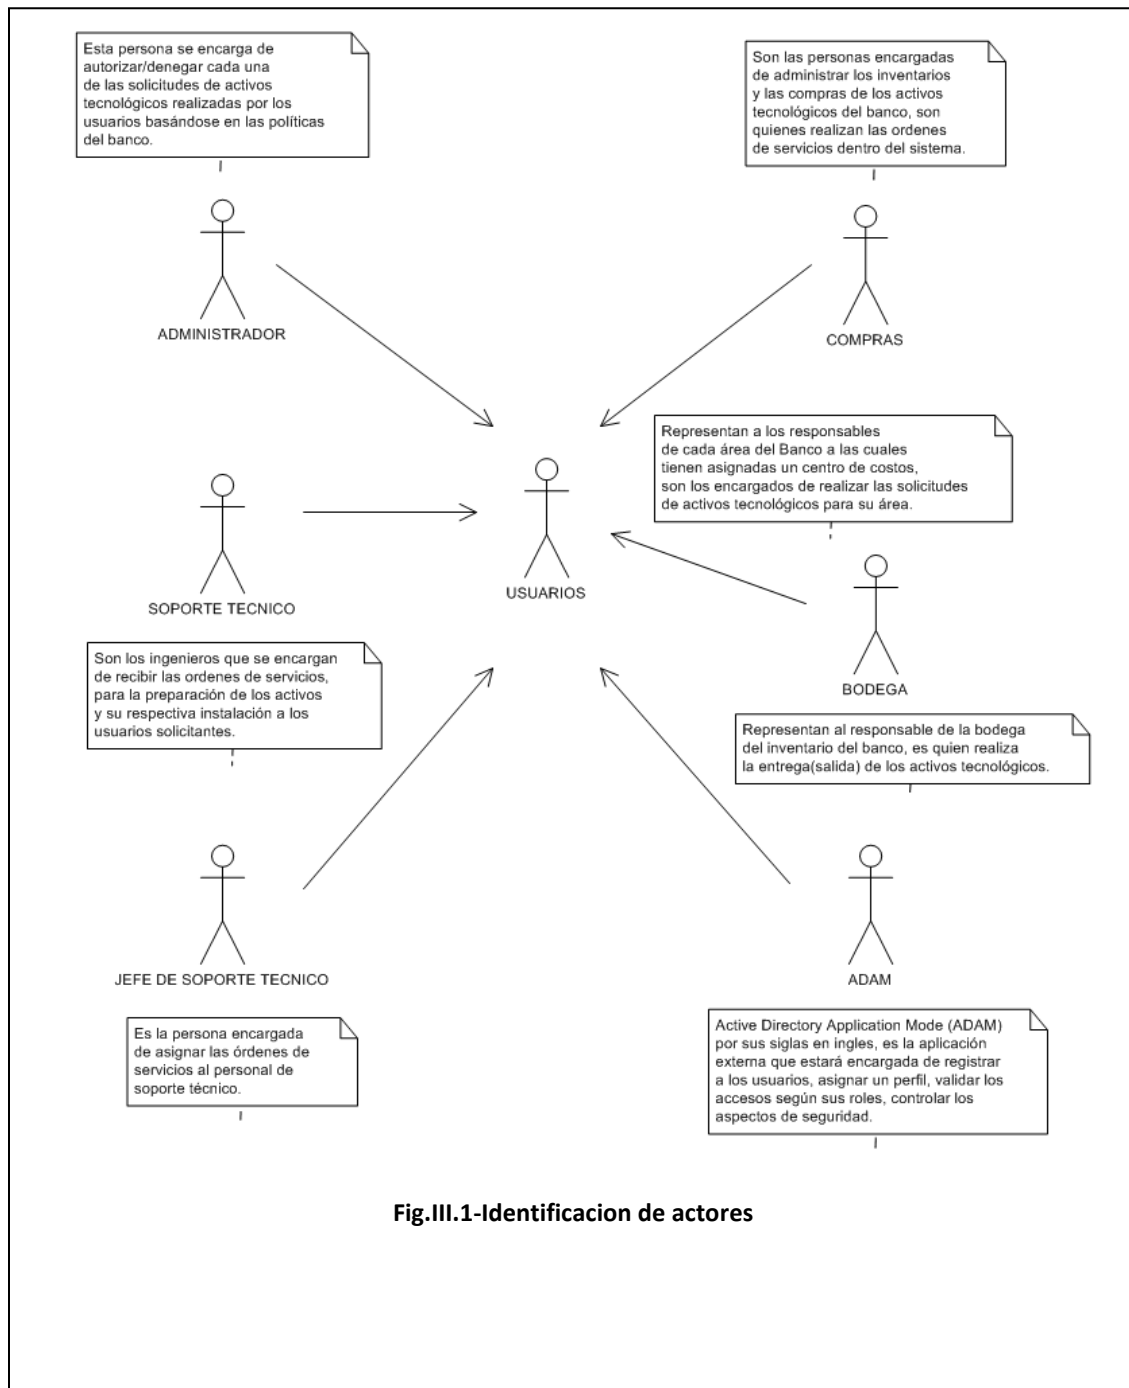 Esta persona se encarga de
autorizar/denegar cada una
de las solicitudes de activos
tecnológicos realizadas por los
usuarios basándose en las políticas
del banco.
Son las personas encargadas
de administrar los inventarios
y las compras de los activos
tecnológicos del banco, son
quienes realizan las ordenes
de servicios dentro del sistema.
ADMINISTRADOR
COMPRAS
Representan a los responsables
de cada área del Banco a las cuales
tienen asignadas un centro de costos,
son los encargados de realizar las solicitudes
de activos tecnológicos para su área.
USUARIOS
SOPORTE TECNICO
Son los ingenieros que se encargan
de recibir las ordenes de servicios,
para la preparación de los activos
y su respectiva instalación a los
usuarios solicitantes.
BODEGA
Representan al responsable de la bodega
del inventario del banco, es quien realiza
la entrega(salida) de los activos tecnológicos.
JEFE DE SOPORTE TECNICO
ADAM
Es la persona encargada
de asignar las órdenes de
servicios al personal de
soporte técnico.
Active Directory Application Mode (ADAM)
por sus siglas en ingles, es la aplicación
externa que estará encargada de registrar
a los usuarios, asignar un perfil, validar los
accesos según sus roles, controlar los
aspectos de seguridad.
Fig.III.1-Identificacion de actores